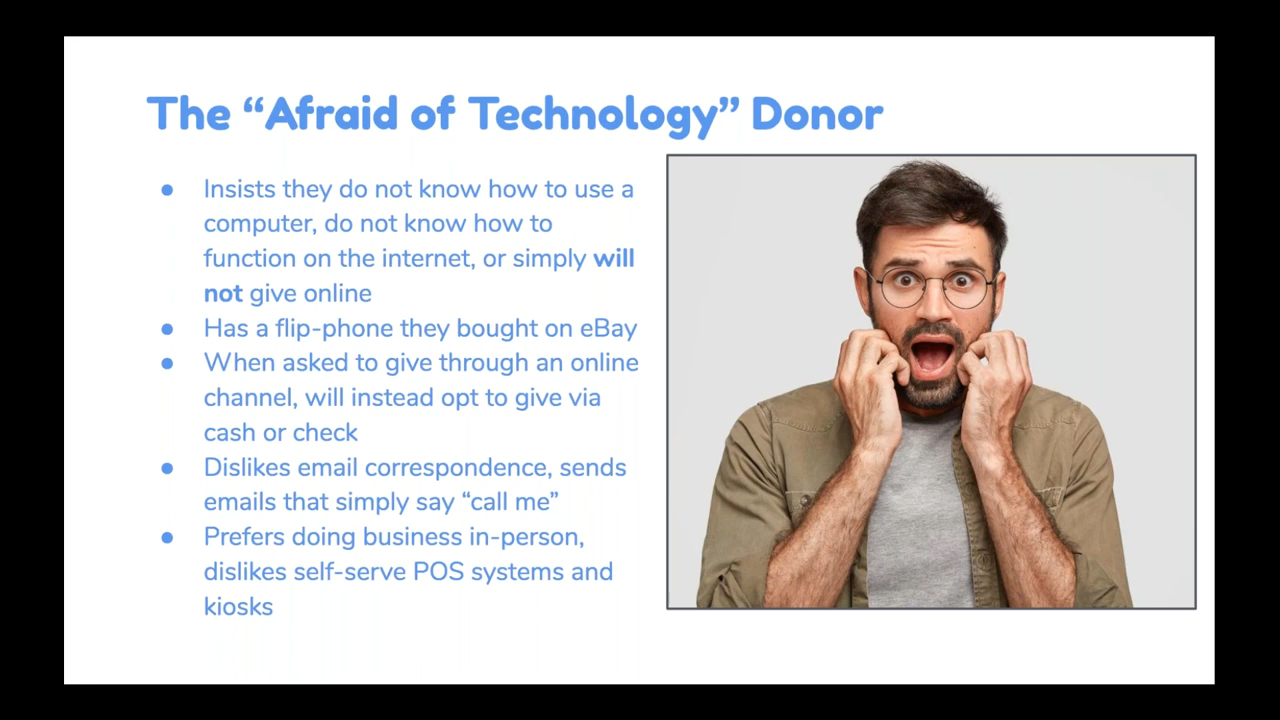 The “Afraid of Technology” Donor
● Insists they do not know how to use a
computer, do not know how to
function on the internet, or simply will
not give online
● Has a flip-phone they bought on eBay
● When asked to give through an online
channel, will instead opt to give via
cash or check
● Dislikes email correspondence, sends
emails that simply say “call me”
● Prefers doing business in-person,
dislikes self-serve POS systems and
kiosks